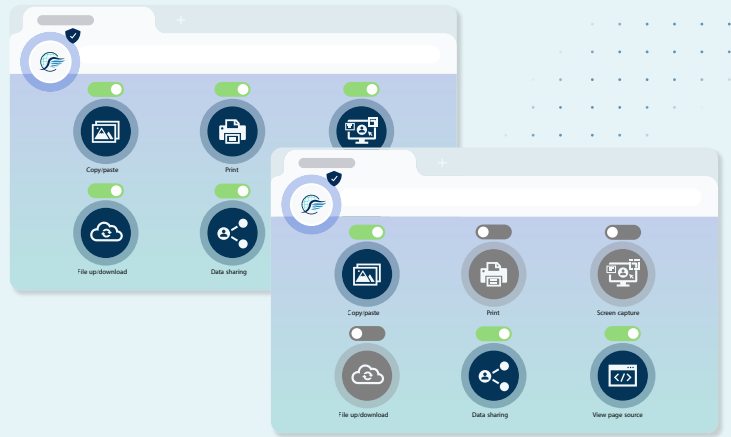 Copy/paste
Print
File up/download
Data sharing
Copy/paste
Print
Screen capture
File up/download
Data sharing
View page source